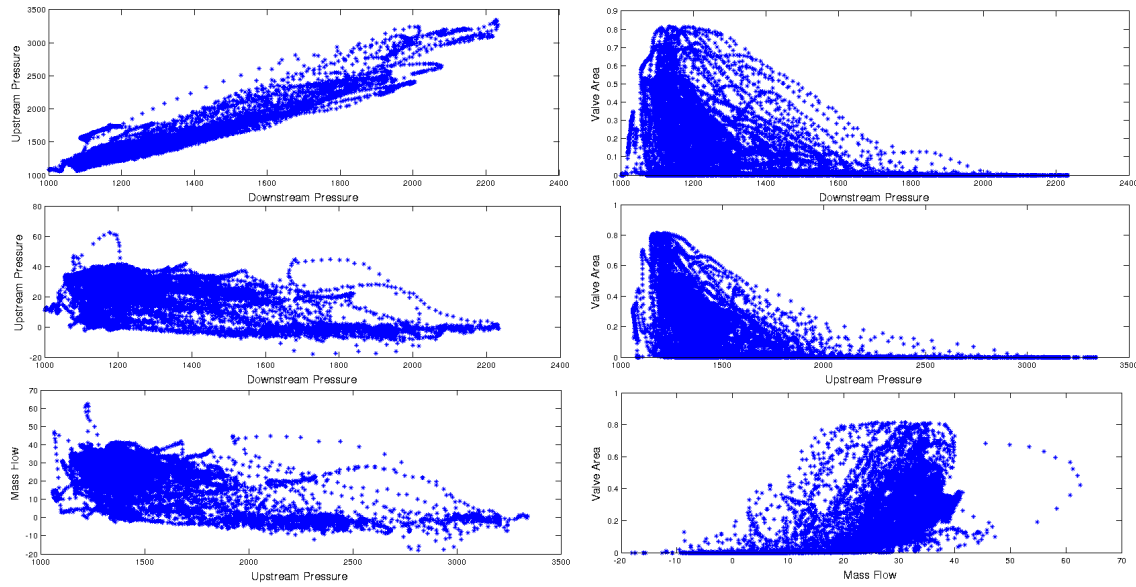 3500
3000
2500
2000
1500
1000
Upstream Pressure
1000 1200 1400 1600 1800 2000 2200 2400
Downstream Pressure
0.9
0.8
0.7
0.6
0.5
0.4
0.3
0.2
0.1
0
Valve Area
1000 1200 1400 1600 1800 2000 2200 2400
Downstream Pressure
80
60
40
20
0
-20
Upstream Pressure
1000 1200 1400 1600 1800 2000 2200 2400
Downstream Pressure
1
0.8
0.6
0.4
0.2
0
Valve Area
1000 1500 2000 2500 3000 3500
Upstream Pressure
70
60
50
40
30
20
10
0
-10
-20
Mass Flow
1000 1500 2000 2500 3000 3500
Upstream Pressure
1
0.8
0.6
0.4
0.2
0
Valve Area
-20 -10 0 10 20 30 40 50 60 70
Mass Flow